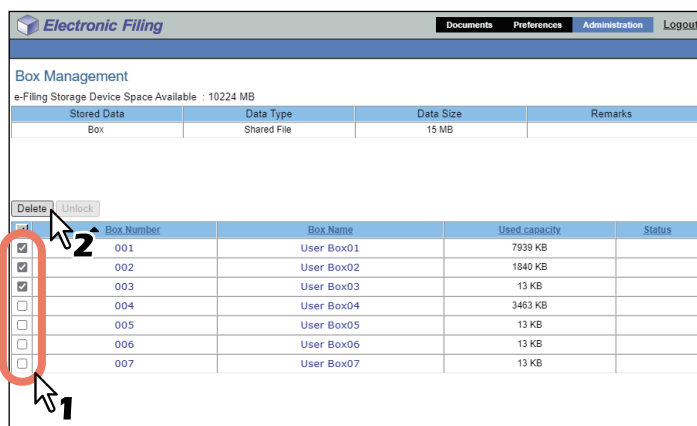 Electronic Filing Documents Preferences Administration Logout
Box Management
e-Filing Storage Device Space Available : 10224 MB
Stored Data Data Type Data Size Remarks
Box Shared File 15 MB
Delete Unlock
2
Box Number Box Name Used capacity Status
001 User Box01 7939 KB
002 User Box02 1840 KB
003 User Box03 13 KB
004 User Box04 3463 KB
005 User Box05 13 KB
006 User Box06 13 KB
007 User Box07 13 KB
1